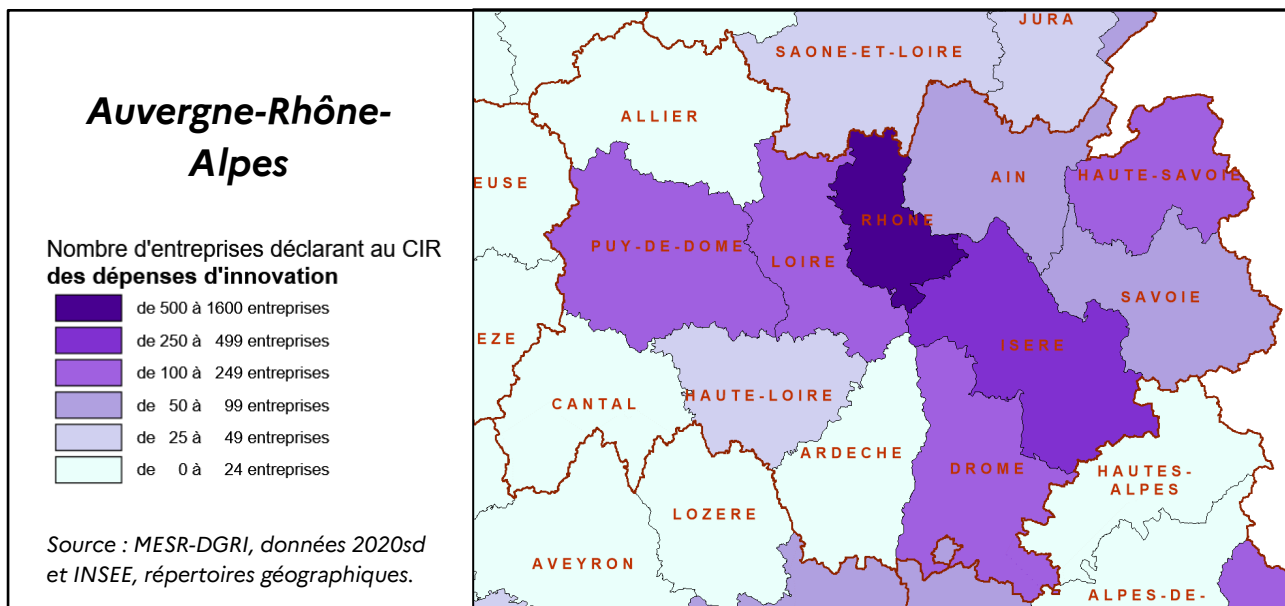 Auvergne-Rhône-
Alpes
Nombre d'entreprises déclarant au CIR
des dépenses d'innovation
de 500 à 1600 entreprises
de 250 à 499 entreprises
de 100 à 249 entreprises
de 50 à 99 entreprises
de 25 à 49 entreprises
de 0 à 24 entreprises
Source : MESR-DGRI, données 2020sd
et INSEE, répertoires géographiques.
JURA
SAONE-ET-LOIRE
ALLIER
EUSE
AIN
HAUTE-SAVOIE
RHONE
PUY-DE-DOME
LOIRE
SAVOIE
EZE
ISERE
HAUTE-LOIRE
CANTAL
ARDECHE
DROME
HAUTES-
ALPES
LOZERE
AVEYRON
ALPES-DE-